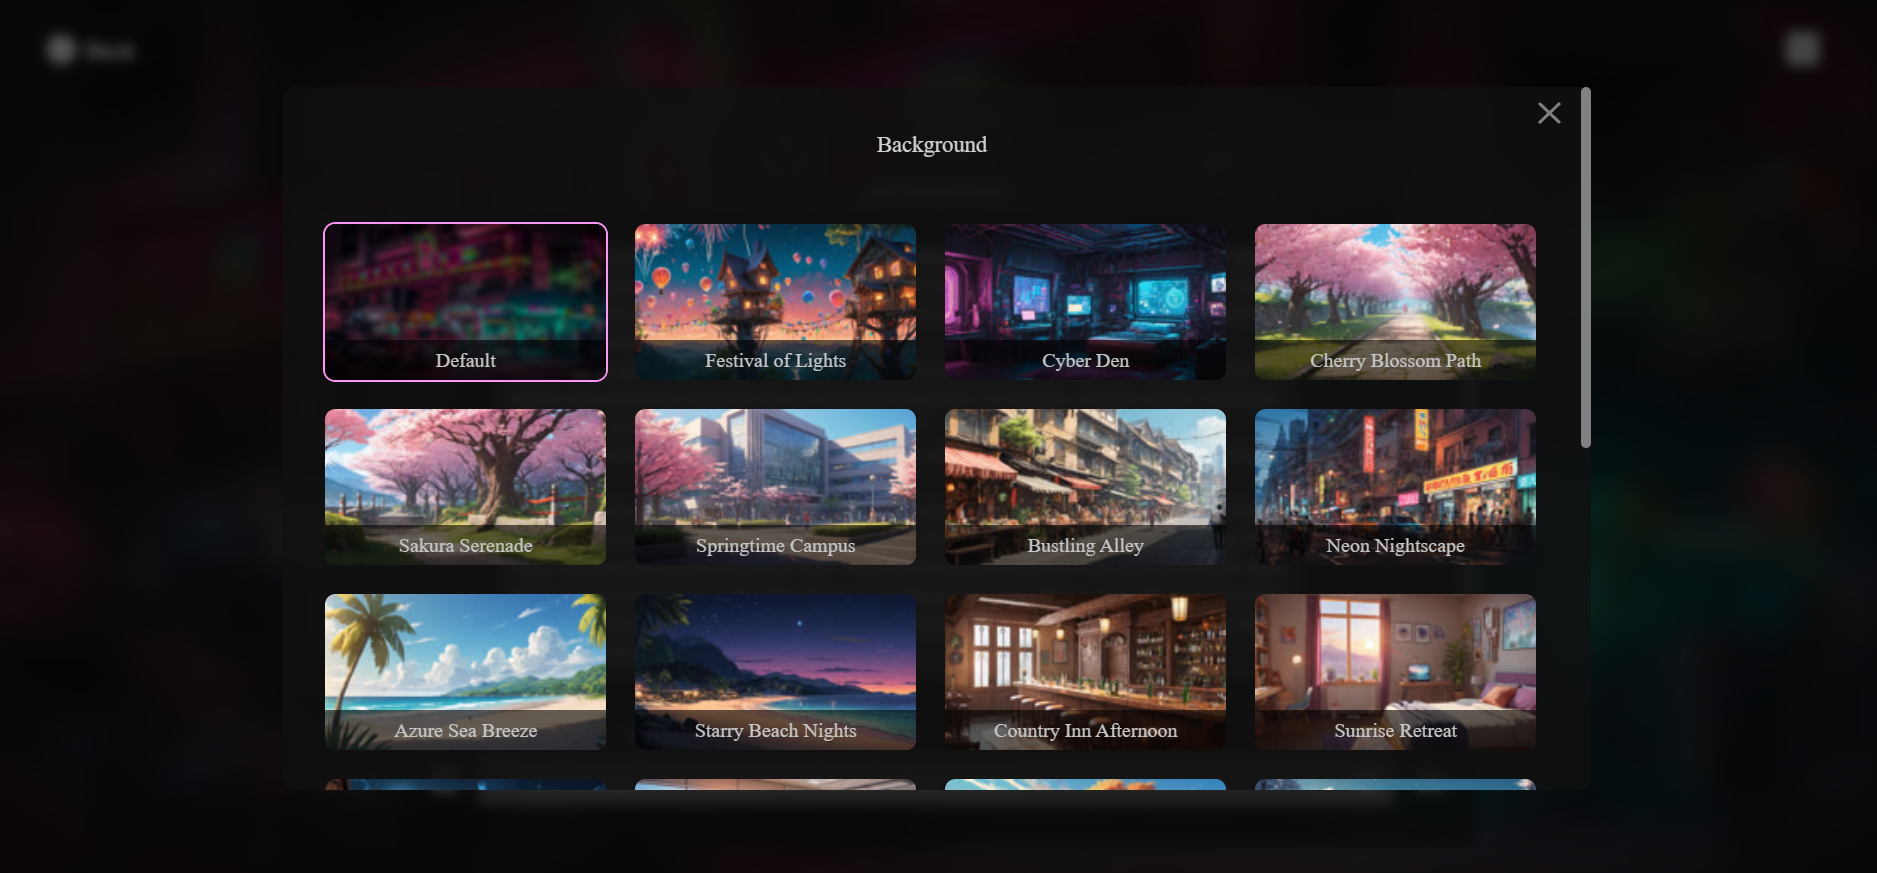 Background
Default
Festival of Lights
Cyber Den
Cherry Blossom Path
Sakura Serenade
Springtime Campus
Bustling Alley
Neon Nightscape
Azure Sea Breeze
Starry Beach Nights
Country Inn Afternoon
Sunrise Retreat